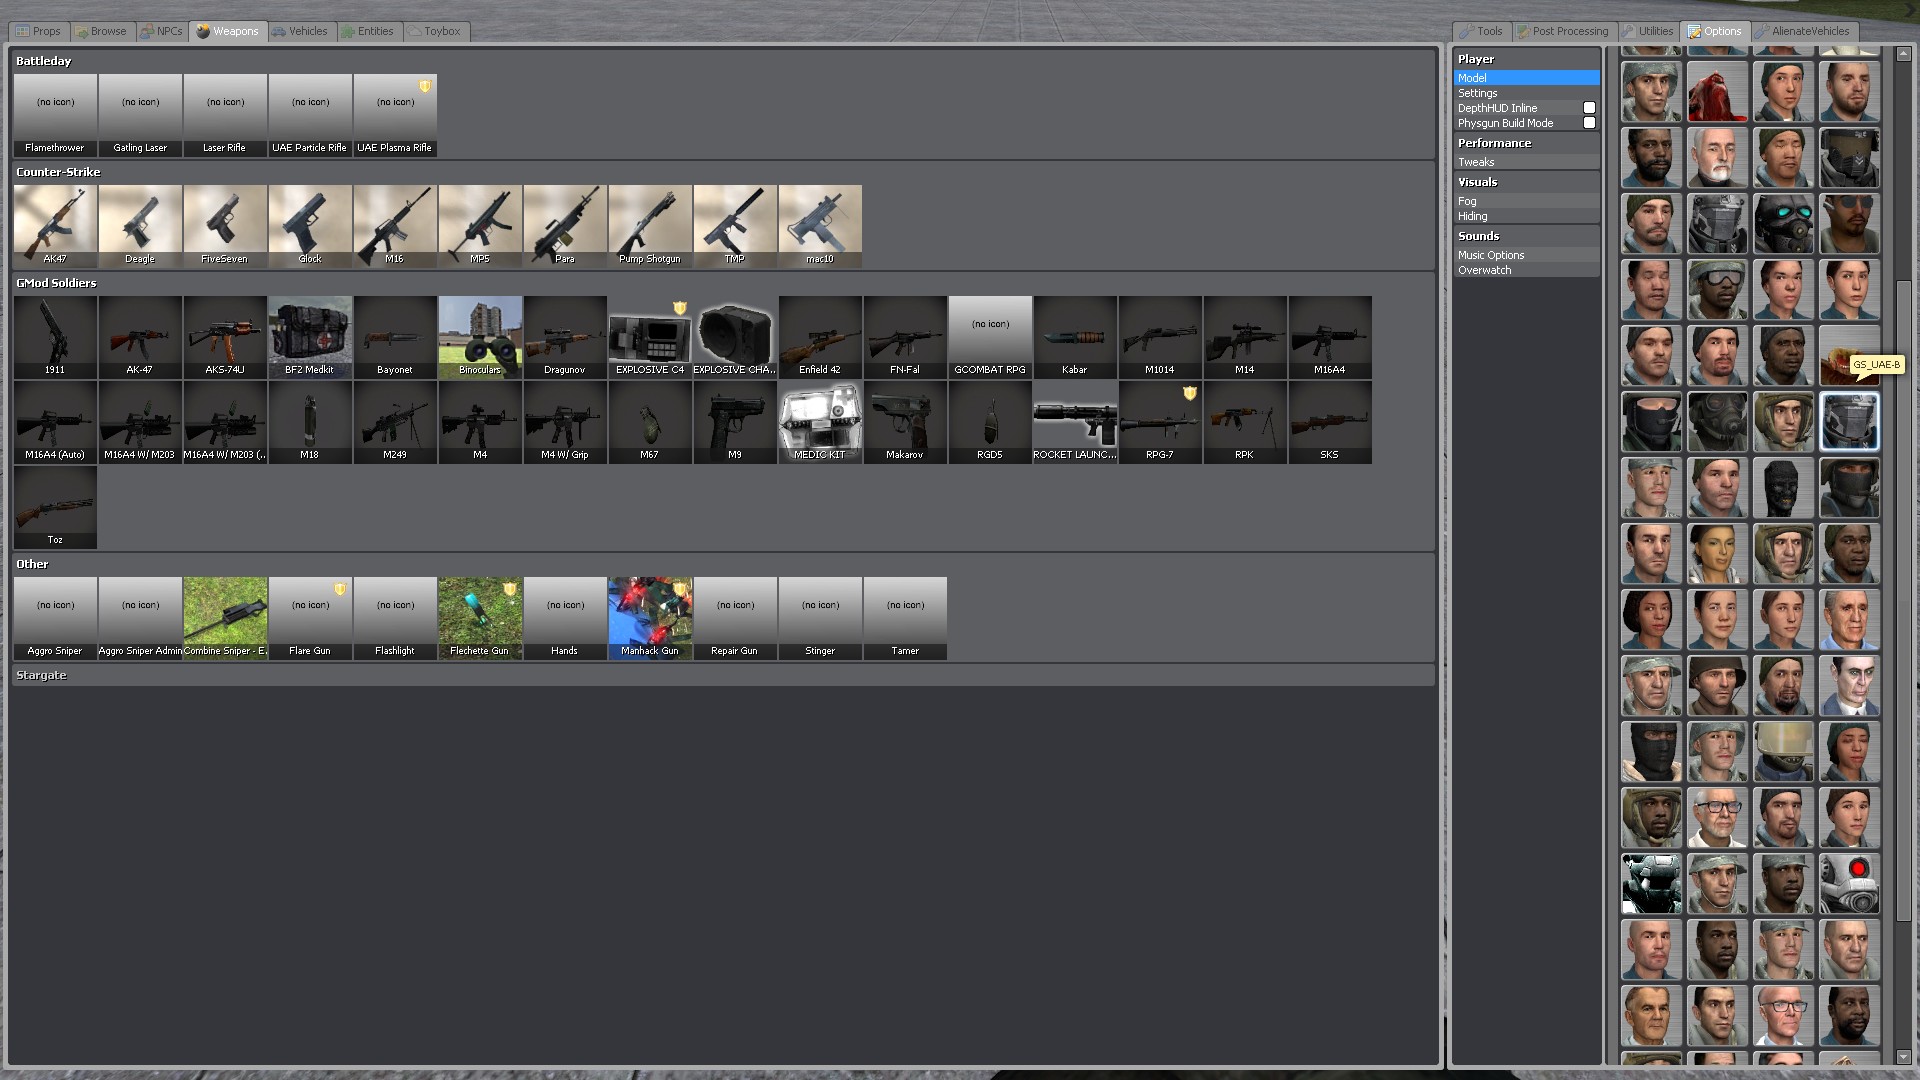 Props Browse NPCs Weapons Vehicles Entities Toybox
Battleday
(no icon) (no icon) (no icon) (no icon) (no icon)
Flamethrower Gatling Laser Laser Rifle UAE Particle Rifle UAE Plasma Rifle
Counter-Strike
AK47 Deagle FiveSeven Glock M16 MP5 Para Pump Shotgun TMP mac10
GMod Soldiers
(no icon)
1911 AK-47 AKS-74U BF2 Medkit Bayonet Binoculars Dragunov EXPLOSIVE C4 EXPLOSIVE CHA... Enfield 42 FN-Fal GCOMBAT RPG Kabar M1014 M14 M16A4
M16A4 (Auto) M16A4 W/ M203 M16A4 W/ M203 (... M18 M249 M4 M4 W/ Grip M67 M9 MEDIC KIT Makarov RGD5 ROCKET LAUNC... RPG-7 RPK SKS
Toz
Other
(no icon) (no icon) (no icon) (no icon) (no icon) (no icon) (no icon) (no icon)
Aggro Sniper Aggro Sniper Admin Combine Sniper - E... Flare Gun Flashlight Flechette Gun Hands Manhack Gun Repair Gun Stinger Tamer
Stargate
Tools Post Processing Utilities Options AlienateVehicles
Player
Model
Settings
DepthHUD Inline
Physgun Build Mode
Performance
Tweaks
Visuals
Fog
Hiding
Sounds
Music Options
Overwatch
GS_UAE-B